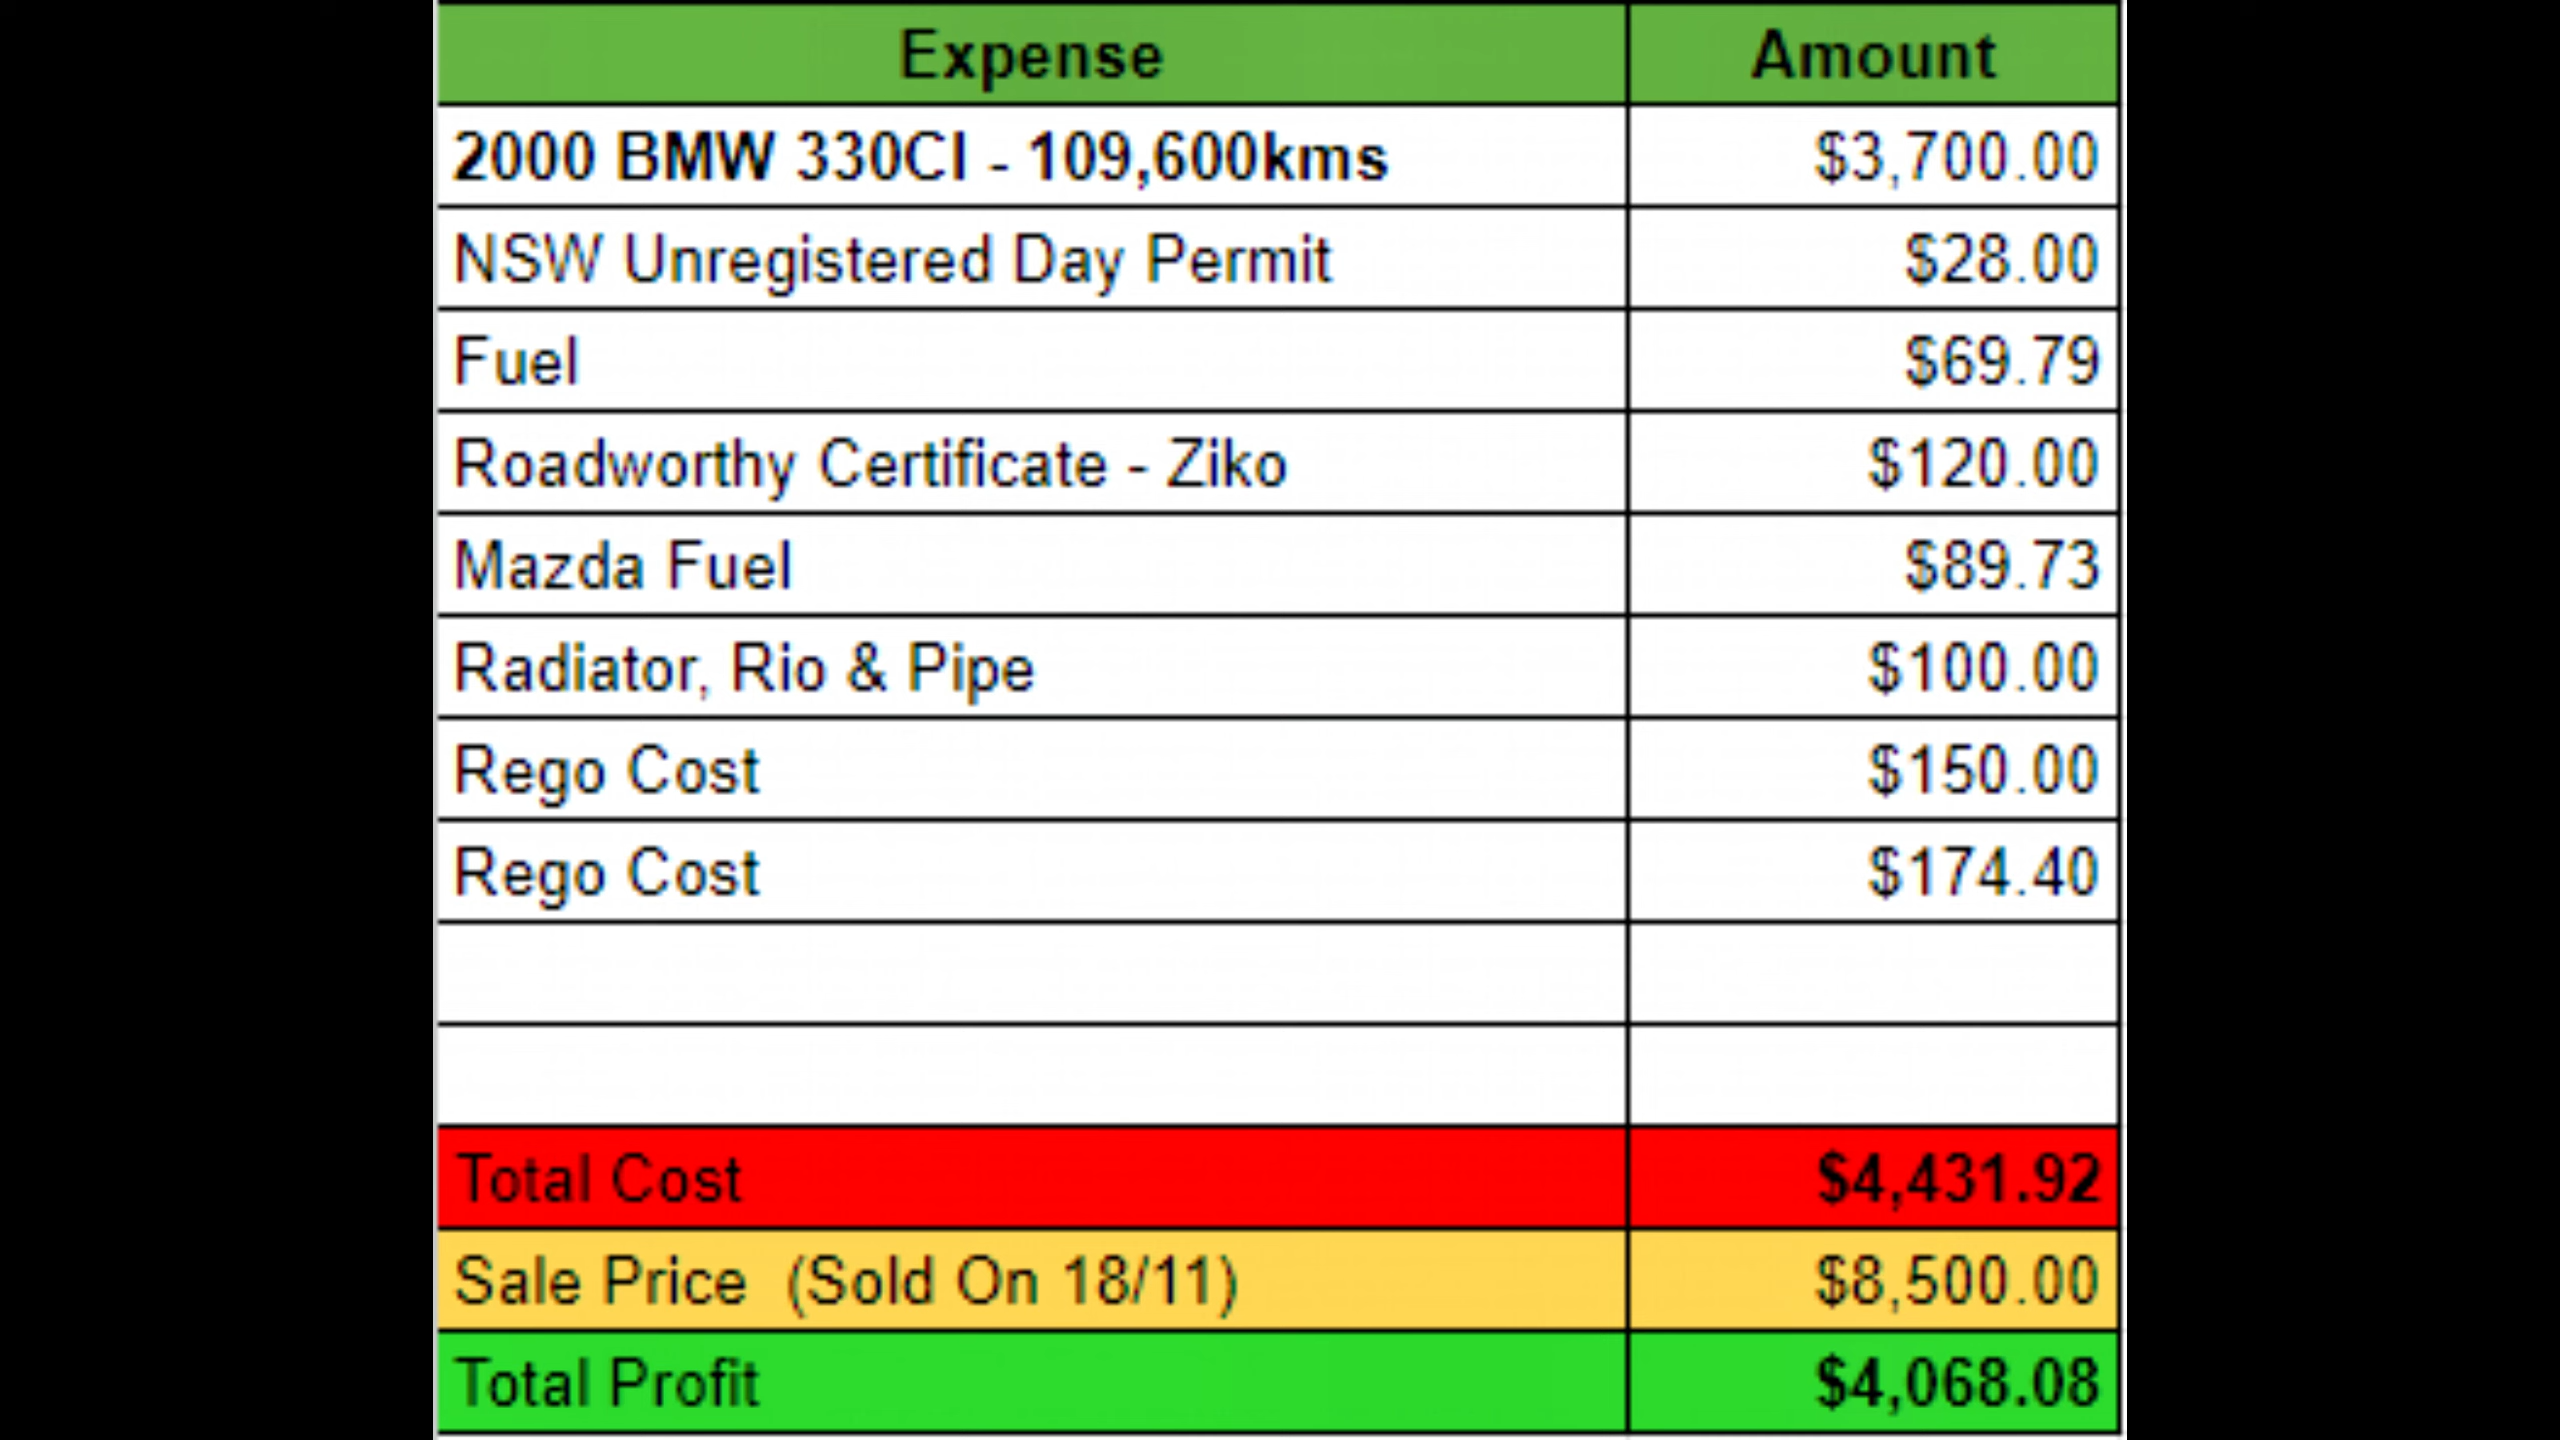 Expense Amount
2000 BMW 330CI - 109,600kms $3,700.00
NSW Unregistered Day Permit $28.00
Fuel $69.79
Roadworthy Certificate - Ziko $120.00
Mazda Fuel $89.73
Radiator, Rio & Pipe $100.00
Rego Cost $150.00
Rego Cost $174.40
Total Cost $4,431.92
Sale Price (Sold On 18/11) $8,500.00
Total Profit $4,068.08